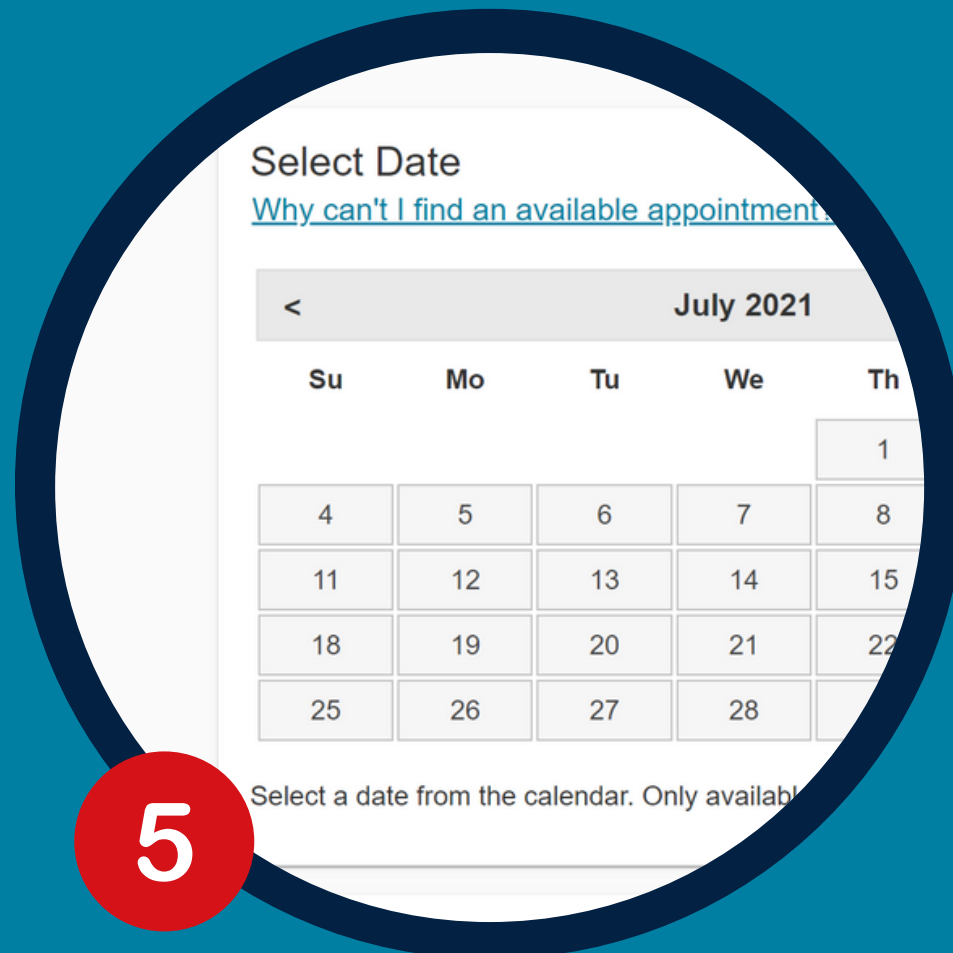 Select Date
Why can't I find an available appointment?
< July 2021
Su Mo Tu We Th
1
4 5 6 7 8
11 12 13 14 15
18 19 20 21 22
25 26 27 28
Select a date from the calendar. Only
5